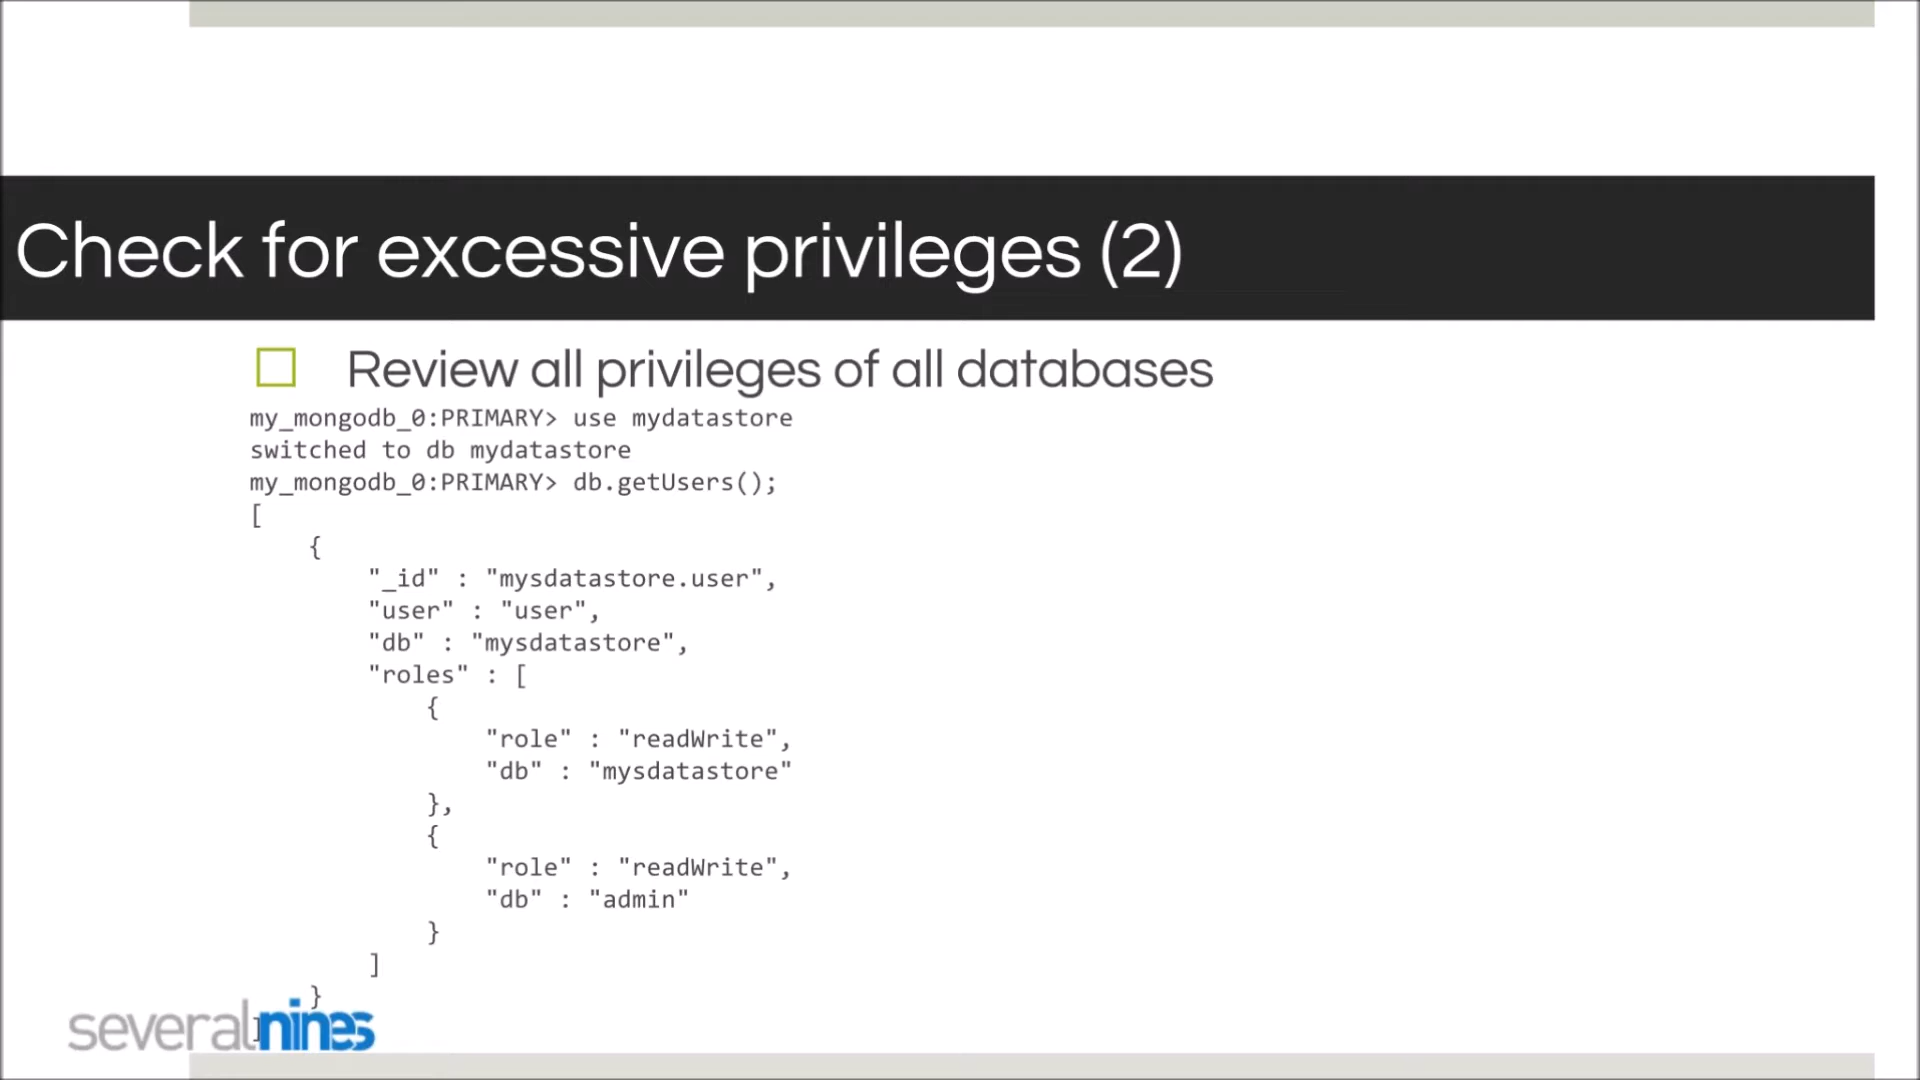 Check for excessive privileges (2)
Review all privileges of all databases
my_mongodb_0:PRIMARY> use mydatastore
switched to db mydatastore
my_mongodb_0:PRIMARY> db.getUsers();
[
{
"_id" : "mysdatastore.user",
"user" : "user",
"db" : "mysdatastore",
"roles" : [
{
"role" : "readWrite",
"db" : "mysdatastore"
},
{
"role" : "readWrite",
"db" : "admin"
}
]
}
]
severalnines